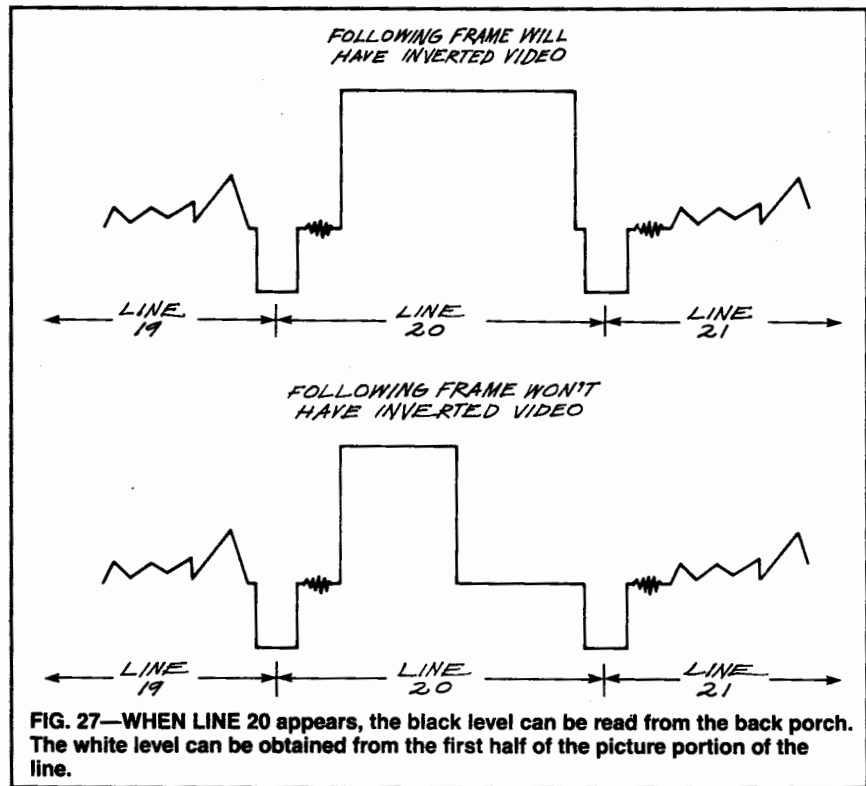 FOLLOWING FRAME WILL
HAVE INVERTED VIDEO
LINE 19
LINE 20
LINE 21
FOLLOWING FRAME WON'T
HAVE INVERTED VIDEO
LINE 19
LINE 20
LINE 21
FIG. 27—WHEN LINE 20 appears, the black level can be read from the back porch.
The white level can be obtained from the first half of the picture portion of the
line.